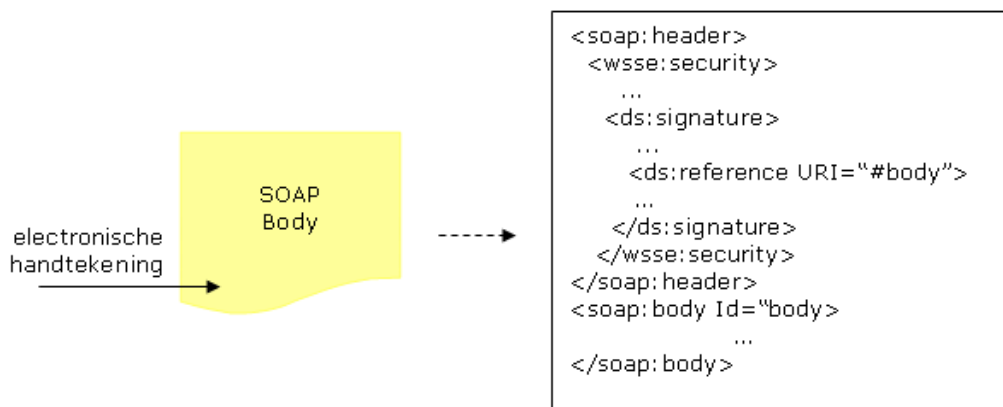 SOAP
Body
electronische
handtekening
<soap:header>
<wsse:security>
...
<ds:signature>
...
<ds:reference URI=“#body”>
...
</ds:signature>
</wsse:security>
</soap:header>
<soap:body Id=“body>
...
</soap:body>